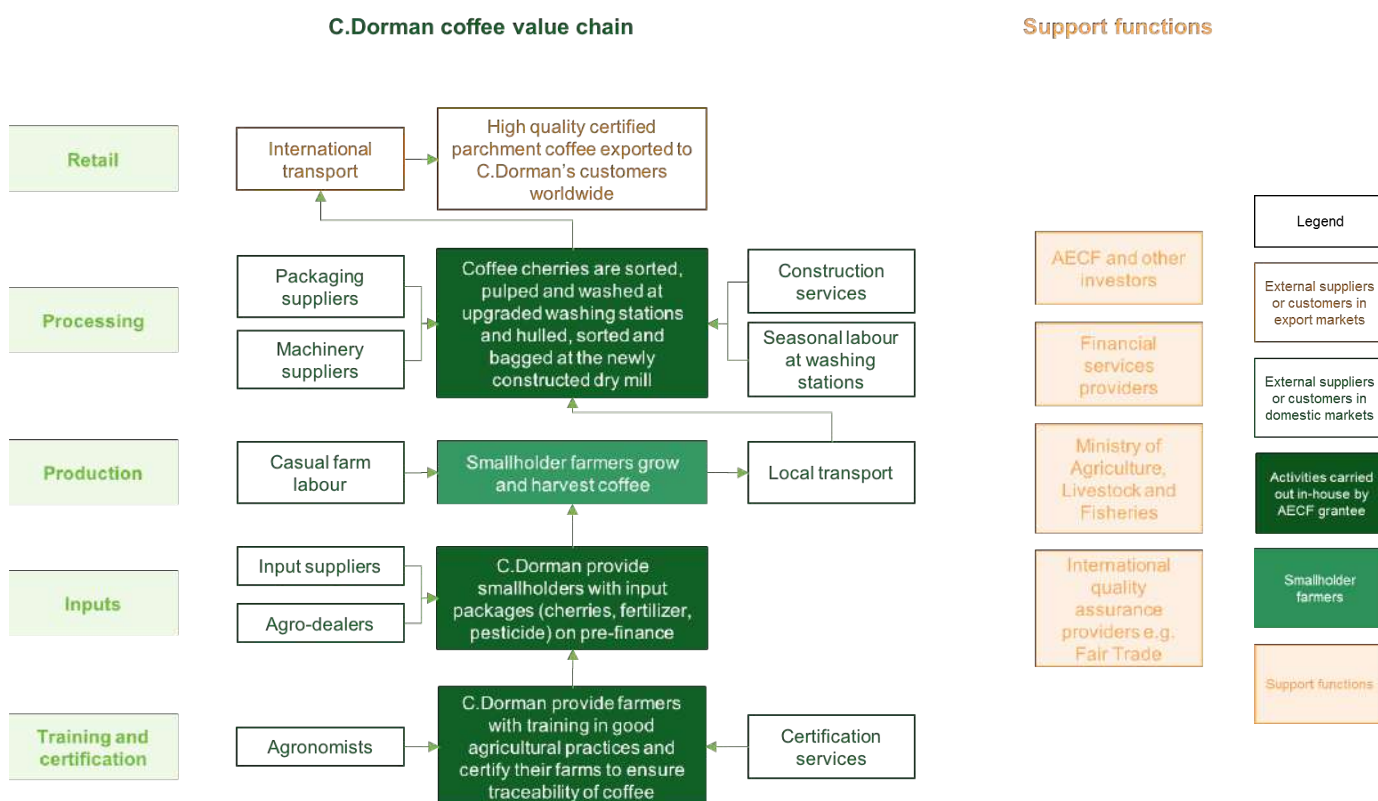 C.Dorman coffee value chain
Support functions
Retail
International
transport
High quality certified
parchment coffee exported to
C.Dorman's customers
worldwide
Processing
Packaging
suppliers
Machinery
suppliers
Coffee cherries are sorted,
pulped and washed at
upgraded washing stations
and hulled, sorted and
bagged at the newly
constructed dry mill
Construction
services
Seasonal labour
at washing
stations
Production
Casual farm
labour
Smallholder farmers grow
and harvest coffee
Local transport
Inputs
Input suppliers
Agro-dealers
C.Dorman provide
smallholders with input
packages (cherries, fertilizer,
pesticide) on pre-finance
Training and
certification
Agronomists
C.Dorman provide farmers
with training in good
agricultural practices and
certify their farms to ensure
traceability of coffee
Certification
services
AECF and other
investors
Financial
services
providers
Ministry of
Agriculture,
Livestock and
Fisheries
International
quality
assurance
providers e.g.
Fair Trade
Legend
External suppliers
or customers in
export markets
External suppliers
or customers in
domestic markets
Activities carried
out in-house by
AECF grantee
Smallholder
farmers
Support functions